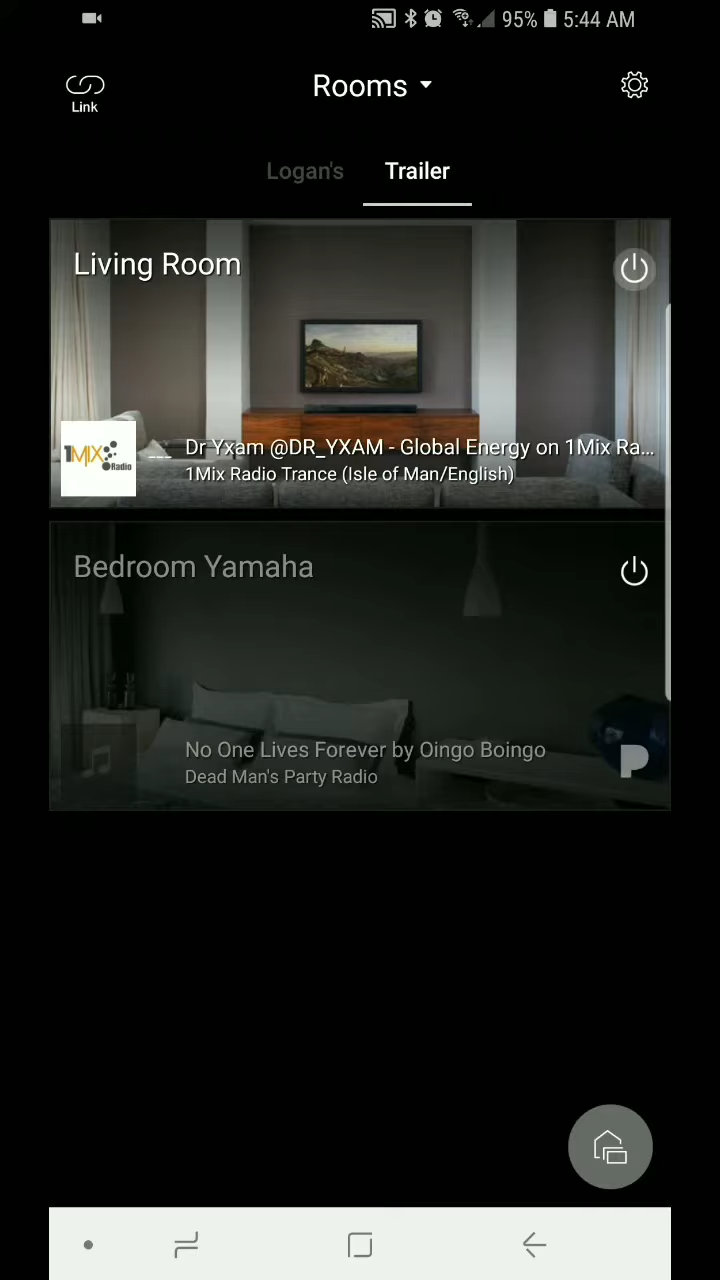 95% 5:44 AM
Link
Rooms
Logan's Trailer
Living Room
1MIX Radio
Dr Yxam @DR_YXAM - Global Energy on 1Mix Ra...
1Mix Radio Trance (Isle of Man/English)
Bedroom Yamaha
No One Lives Forever by Oingo Boingo
Dead Man's Party Radio